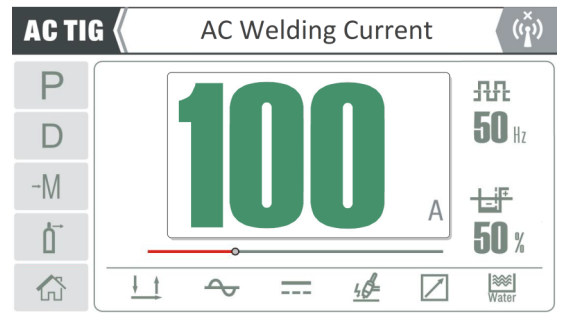 AC TIG
AC Welding Current
P
D
→M
100
A
50 Hz
50 %
Water